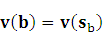 v(b) = v(s_b)